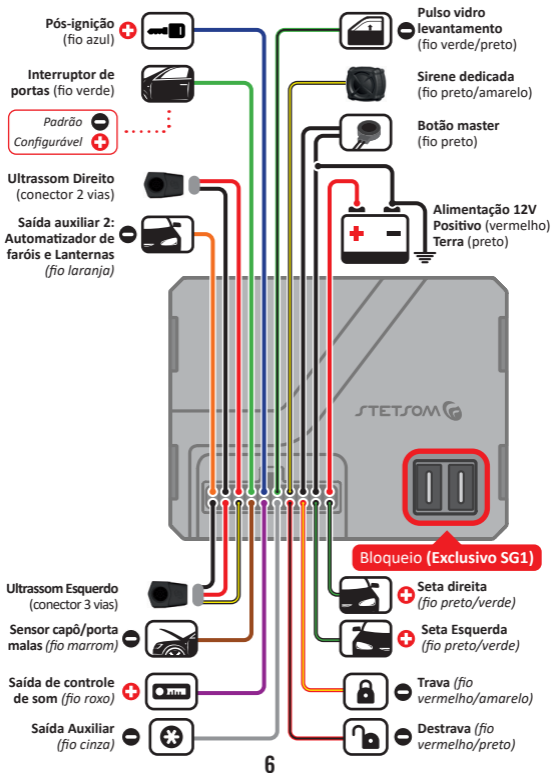 Pós-ignição
(fio azul)
Interruptor de
portas (fio verde)
Padrão
Configurável
Ultrassom Direito
(conector 2 vias)
Saída auxiliar 2:
Automatizador de
faróis e Lanternas
(fio laranja)
Pulso vidro
levantamento
(fio verde/preto)
Sirene dedicada
(fio preto/amarelo)
Botão master
(fio preto)
Alimentação 12V
Positivo (vermelho)
Terra (preto)
STETSOM
Bloqueio (Exclusivo SG1)
Ultrassom Esquerdo
(conector 3 vias)
Sensor capô/porta
malas (fio marrom)
Saída de controle
de som (fio roxo)
Saída Auxiliar
(fio cinza)
Seta direita
(fio preto/verde)
Seta Esquerda
(fio preto/verde)
Trava (fio
vermelho/amarelo)
Destrava (fio
vermelho/preto)
6